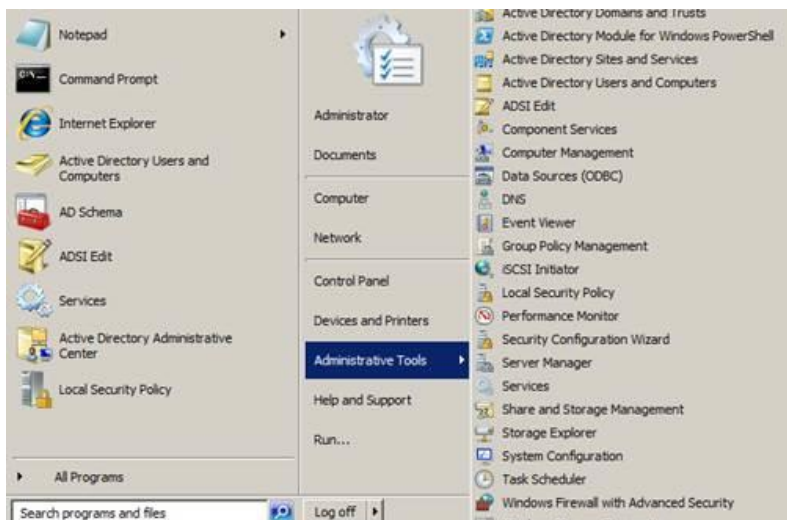 Notepad
Command Prompt
Internet Explorer
Active Directory Users and
Computers
AD Schema
ADSI Edit
Services
Active Directory Administrative
Center
Local Security Policy
All Programs
Search programs and files
Administrator
Documents
Computer
Network
Control Panel
Devices and Printers
Administrative Tools
Help and Support
Run...
Log off
Active Directory Domains and Trusts
Active Directory Module for Windows PowerShell
Active Directory Sites and Services
Active Directory Users and Computers
ADSI Edit
Component Services
Computer Management
Data Sources (ODBC)
DNS
Event Viewer
Group Policy Management
iSCSI Initiator
Local Security Policy
Performance Monitor
Security Configuration Wizard
Server Manager
Services
Share and Storage Management
Storage Explorer
System Configuration
Task Scheduler
Windows Firewall with Advanced Security